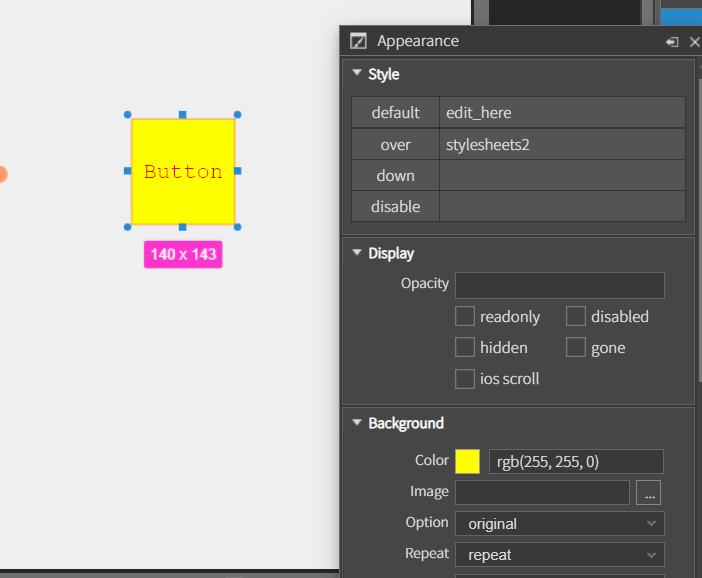 Appearance
Style
default edit_here
over stylesheets2
down
disable
Button
140 x 143
Display
Opacity
readonly disabled
hidden gone
ios scroll
Background
Color rgb(255, 255, 0)
Image ...
Option original
Repeat repeat